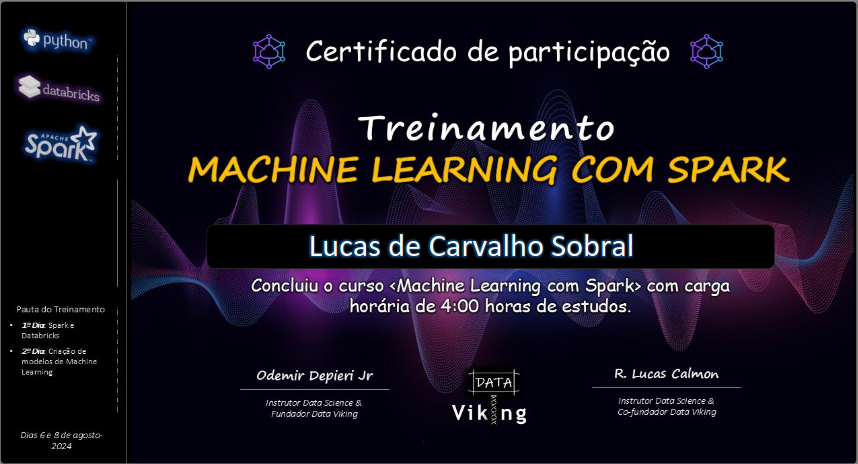 python
databricks
APACHE
Spark
Pauta do Treinamento
• 1º Dia: Spark e
Databricks
• 2º Dia: Criação de
modelos de Machine
Learning
Dias 6 e 8 de agosto-
2024
Certificado de participação
Treinamento
MACHINE LEARNING COM SPARK
Lucas de Carvalho Sobral
Concluiu o curso <Machine Learning com Spark> com carga
horária de 4:00 horas de estudos.
Odemir Depieri Jr
Instrutor Data Science &
Fundador Data Viking
DATA
Viking
R. Lucas Calmon
Instrutor Data Science &
Co-fundador Data Viking